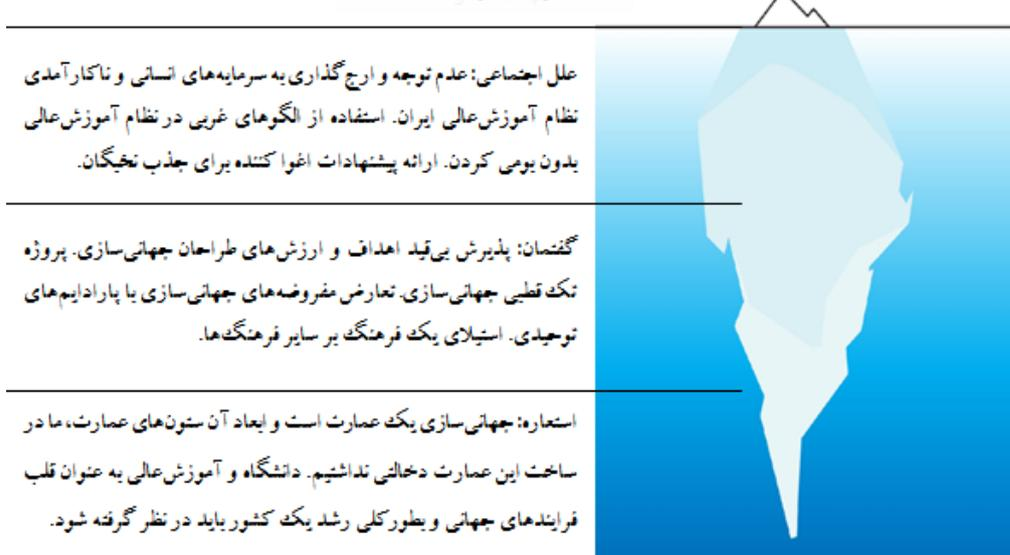 علل اجتماعی: عدم توجه و ارج‌گذاری به سرمایه‌های انسانی و ناکارآمدی
نظام آموزش‌عالی ایران. استفاده از الگوهای غربی در نظام آموزش‌عالی
بدون بومی کردن. ارائه پیشنهادات اغوا کننده برای جذب نخبگان.
گفتمان: پذیرش بی‌قید اهداف و ارزش‌های طراحان جهانی‌سازی. پروژه
تک قطبی جهانی‌سازی. تعارض مفروضه‌های جهانی‌سازی با پارادایم‌های
توحیدی. استیلای یک فرهنگ بر سایر فرهنگ‌ها.
استعاره: جهانی‌سازی یک عمارت است و ابعاد آن ستون‌های عمارت، ما در
ساخت این عمارت دخالتی نداشتیم. دانشگاه و آموزش‌عالی به عنوان قلب
فرایندهای جهانی و بطورکلی رشد یک کشور باید در نظر گرفته شود.